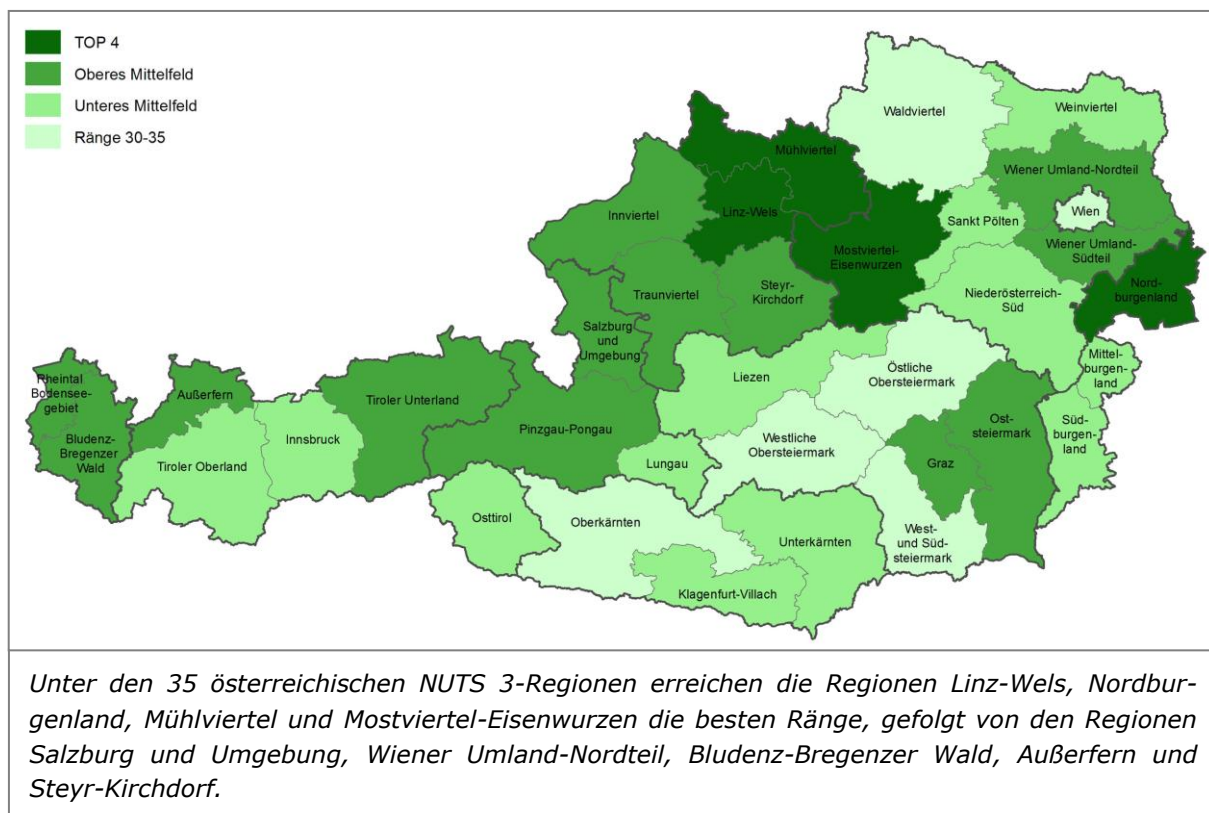 TOP 4
Oberes Mittelfeld
Unteres Mittelfeld
Ränge 30-35
Waldviertel
Weinviertel
Mühlviertel
Wiener Umland-Nordteil
Innviertel
Linz-Wels
Sankt Pölten
Wien
Mostviertel-
Eisenwurzen
Wiener Umland-
Südteil
Nord-
burgenland
Traunviertel
Steyr-
Kirchdorf
Niederösterreich-
Süd
Salzburg
und
Umgebung
Mittel-
burgen-
land
Liezen
Östliche
Obersteiermark
Rheintal
Bodensee-
gebiet
Außerfern
Tiroler Unterland
Ost-
steiermark
Süd-
burgen-
land
Bludenz-
Bregenzer
Wald
Innsbruck
Pinzgau-Pongau
Westliche
Obersteiermark
Tiroler Oberland
Lungau
Graz
Osttirol
Oberkärnten
Unterkärnten
West-
und Süd-
steiermark
Klagenfurt-Villach
Unter den 35 österreichischen NUTS 3-Regionen erreichen die Regionen Linz-Wels, Nordbur-
genland, Mühlviertel und Mostviertel-Eisenwurzen die besten Ränge, gefolgt von den Regionen
Salzburg und Umgebung, Wiener Umland-Nordteil, Bludenz-Bregenzer Wald, Außerfern und
Steyr-Kirchdorf.